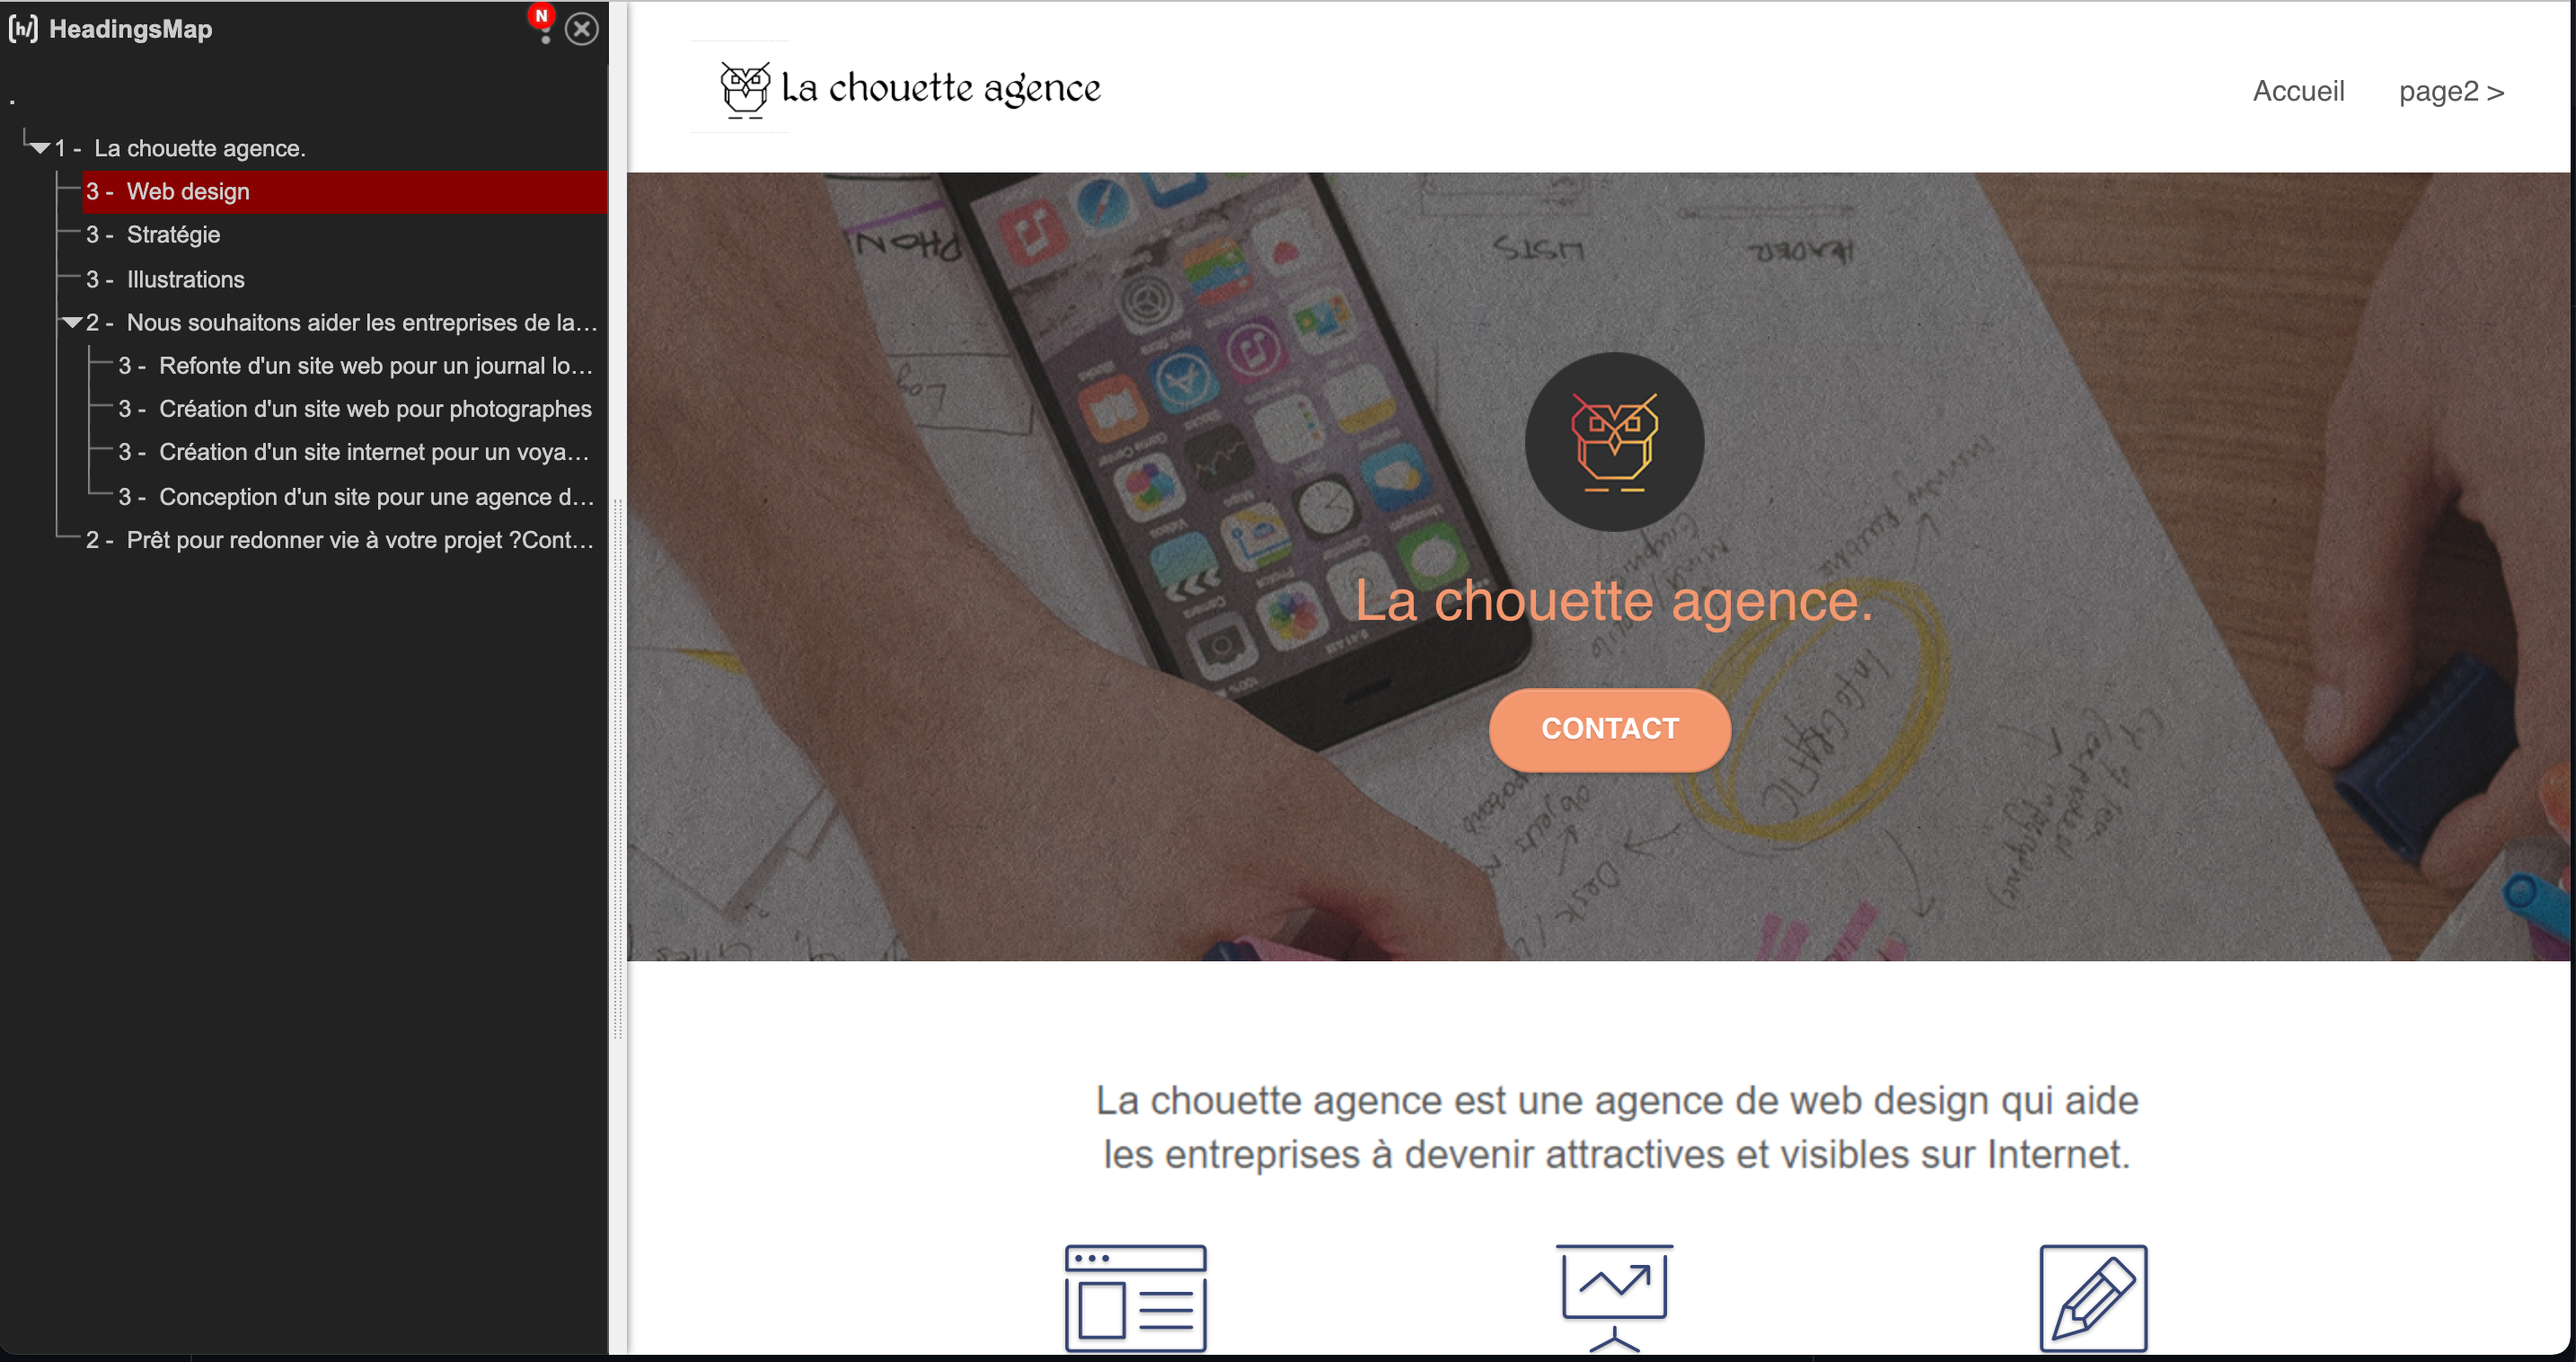 [h/] HeadingsMap
N
.
1 - La chouette agence.
3 - Web design
3 - Stratégie
3 - Illustrations
2 - Nous souhaitons aider les entreprises de la…
3 - Refonte d'un site web pour un journal lo…
3 - Création d'un site web pour photographes
3 - Création d'un site internet pour un voya…
3 - Conception d'un site pour une agence d…
2 - Prêt pour redonner vie à votre projet ?Cont…
La chouette agence
Accueil
page2 >
LISTS
HEADER
INFOGRAFIC
La chouette agence.
CONTACT
La chouette agence est une agence de web design qui aide
les entreprises à devenir attractives et visibles sur Internet.